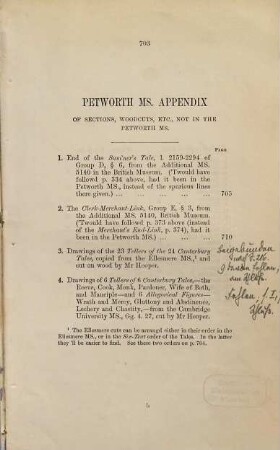 703
PETWORTH MS. APPENDIX
OF SECTIONS, WOODCUTS, ETC., NOT IN THE
PETWORTH MS.
PAGE
1. End of the Somner's Tale, l. 2159-2294 of
Group D, § 6, from the Additional MS.
5140 in the British Museum. ('Twould have
followd p. 534 above, had it been in the
Petworth MS., instead of the spurious lines
there given.) ... 705
2. The Clerk-Merchant-Link, Group E, § 3, from
the Additional MS. 5140, British Museum.
('Twould have followd p. 573 above (instead
of the Merchant's End-Link, p. 574), had it
been in the Petworth MS.) ... 710
3. Drawings of the 23 Tellers of the 24 Canterbury
Tales, copied from the Ellesmere MS.,¹ and
cut on wood by Mr Hooper.
4. Drawings of 6 Tellers of 6 Canterbury Tales,—the
Reeve, Cook, Monk, Pardoner, Wife of Bath,
and Manciple—and 6 Allegorical Figures—
Wrath and Mercy, Gluttony and Abstinence,
Lechery and Chastity,—from the Cambridge
University MS., Gg. 4. 27, cut by Mr Hooper.
¹ The Ellesmere cuts can be arranged either in their order in the
Ellesmere MS., or in the Six-Text order of the Tales. In the latter
they'll be easier to find. See these two orders on p. 704.